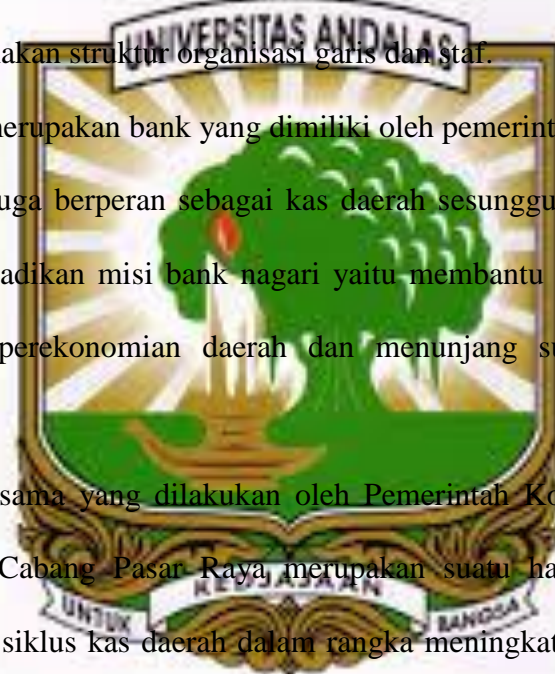 UNIVERSITAS ANDALAS
akan struktur organisasi garis dan staf.
merupakan bank yang dimiliki oleh pemerint
uga berperan sebagai kas daerah sesunggu
adikan misi bank nagari yaitu membantu
perekonomian daerah dan menunjang su
sama yang dilakukan oleh Pemerintah Ko
Cabang Pasar Raya merupakan suatu ha
KEDJAJAAN
UNTUK BANGSA
siklus kas daerah dalam rangka meningkat